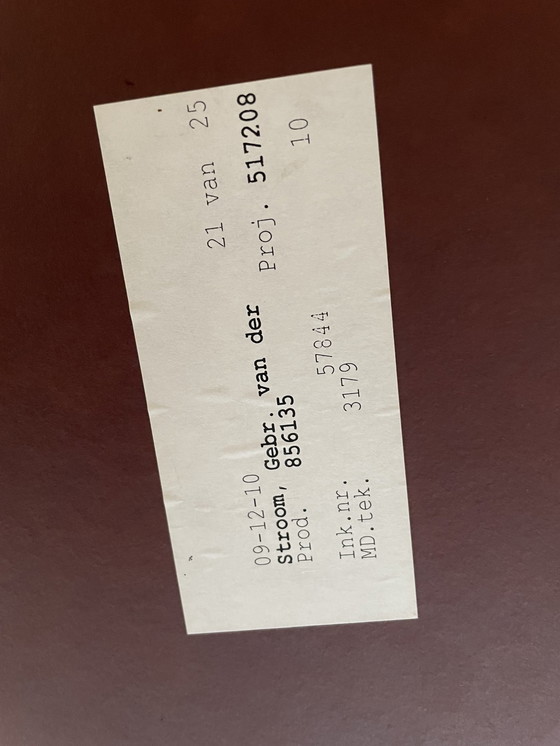 09-12-10 21 van 25
Stroom, Gebr. van der Proj. 517208
Prod. 856135 10
Ink.nr. 57844
MD.tek. 3179